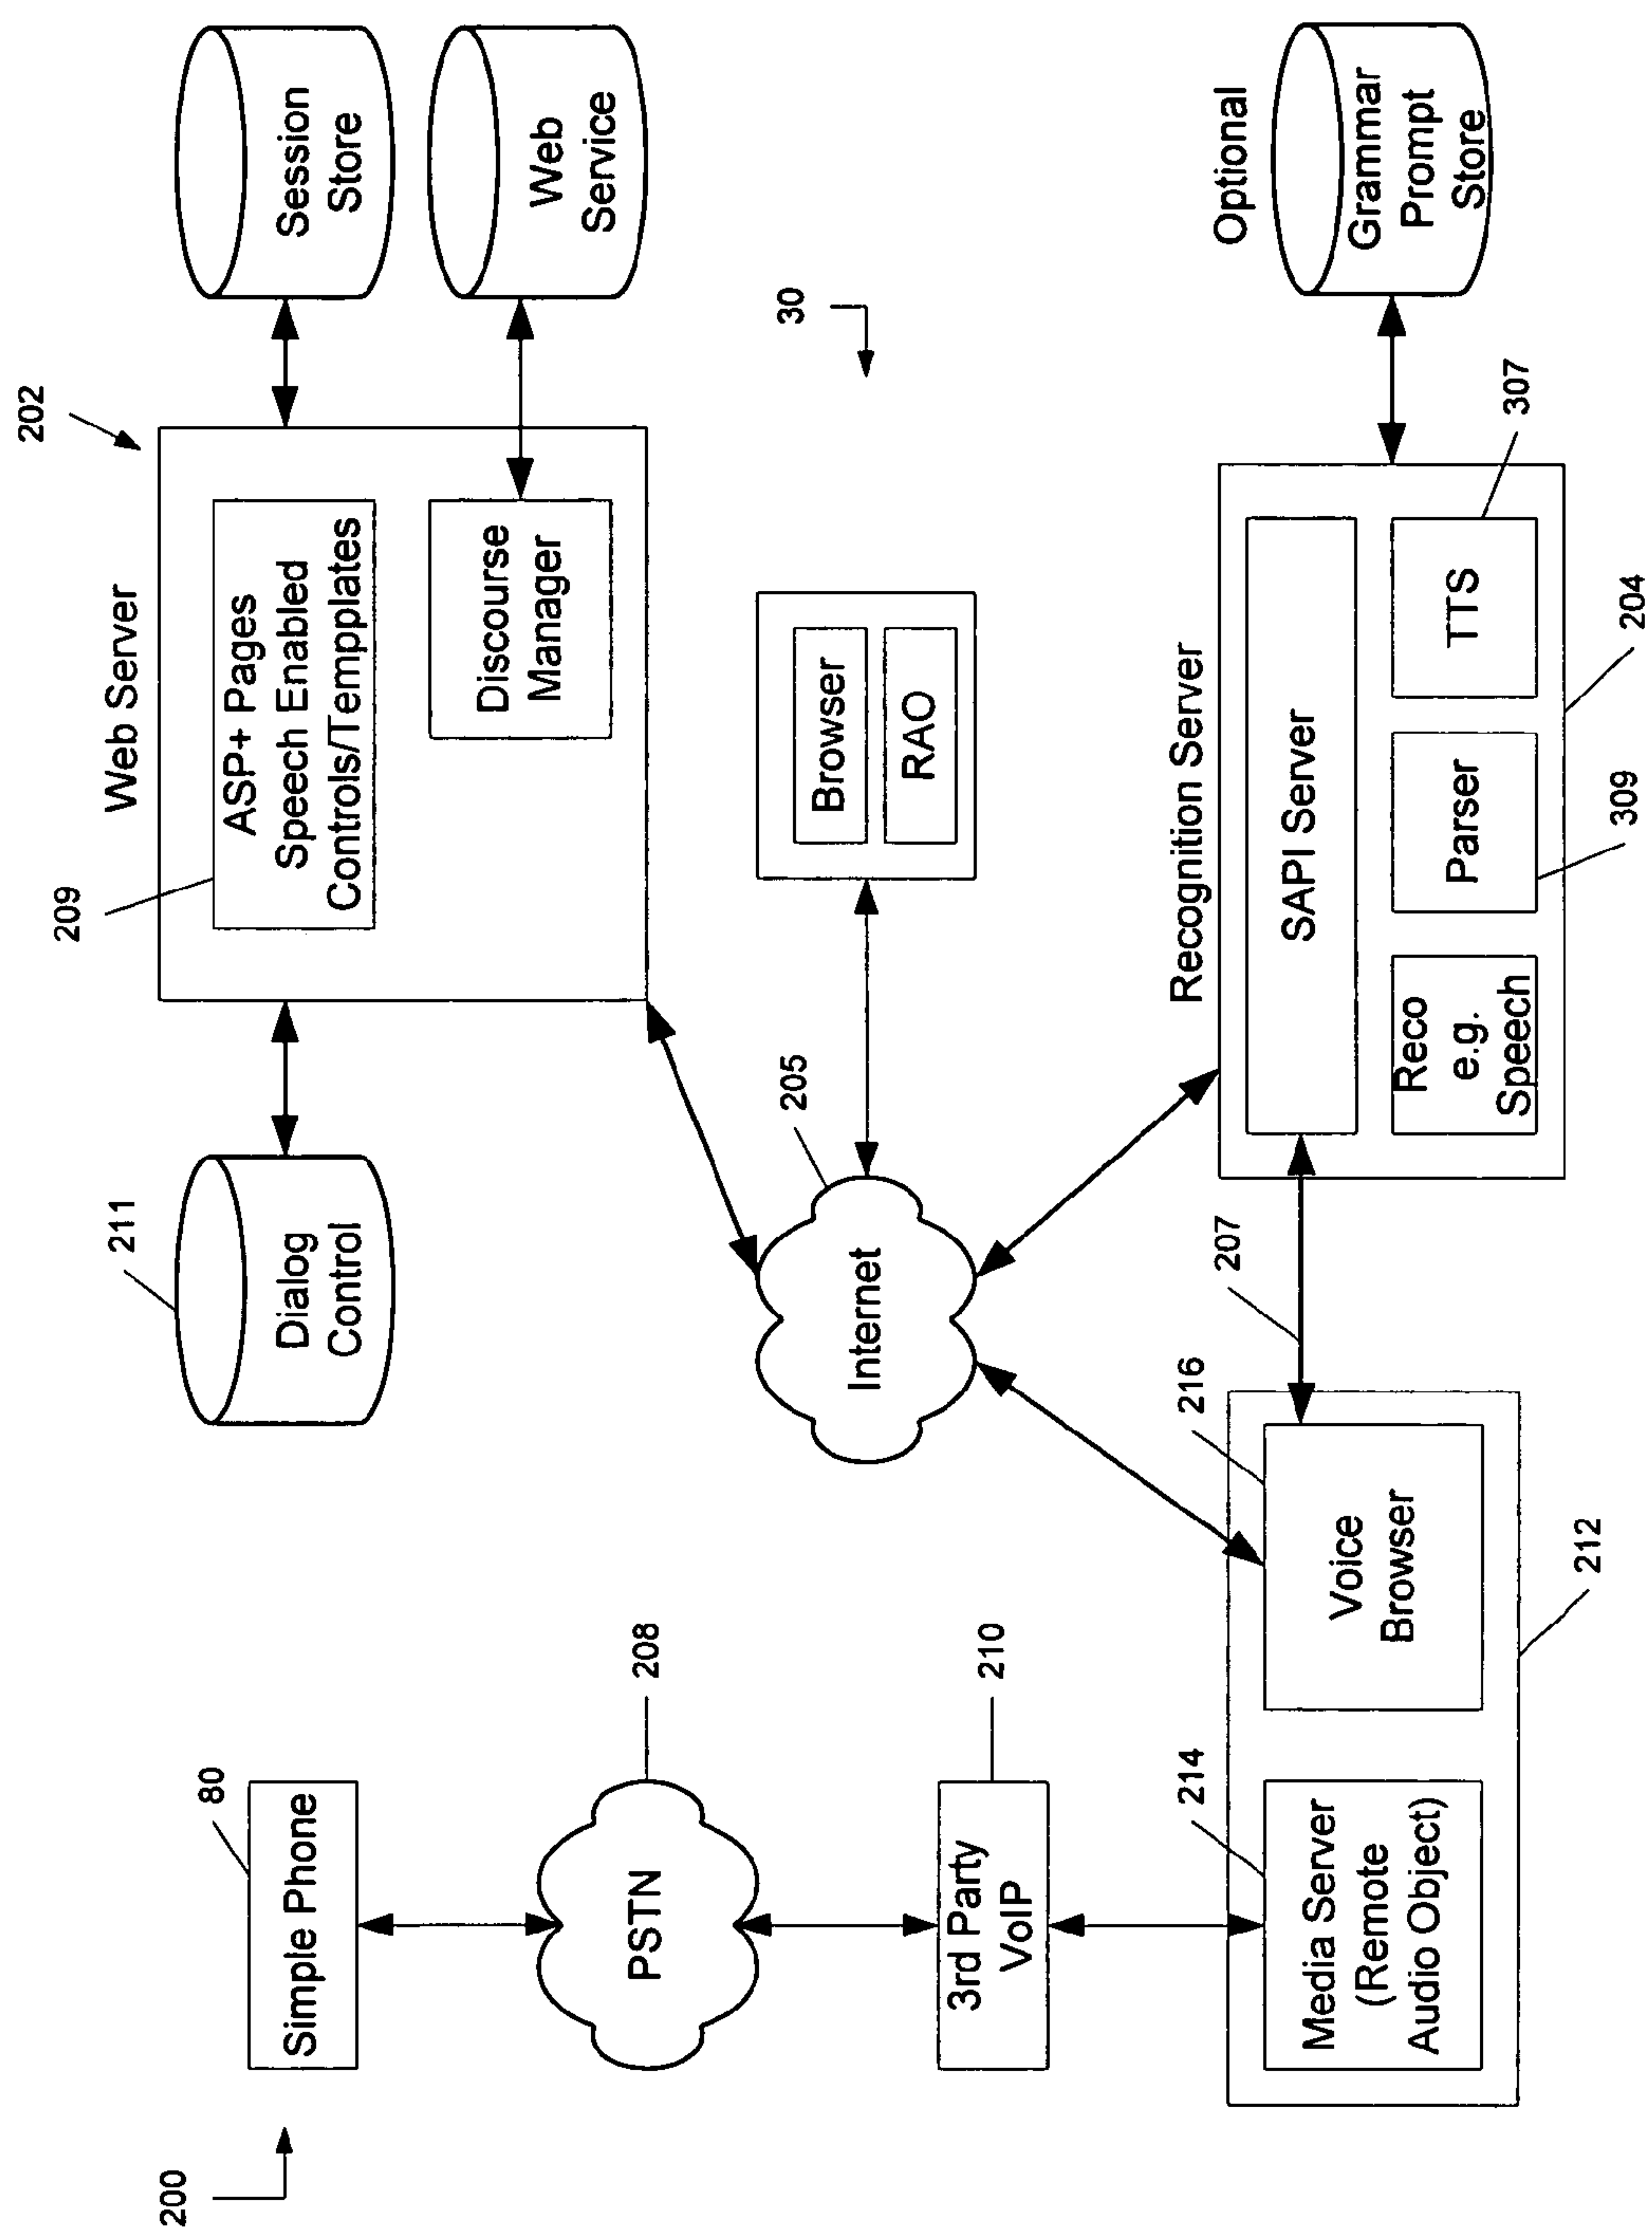 200
80
Simple Phone
208
PSTN
210
3rd Party
VoIP
214
Media Server
(Remote
Audio Object)
216
Voice
Browser
212
207
211
Dialog
Control
205
Internet
202
Web Server
209
ASP+ Pages
Speech Enabled
Controls/Tempplates
Discourse
Manager
Session
Store
Web
Service
30
Browser
RAO
Recognition Server
SAPI Server
Reco
e.g.
Speech
Parser
TTS
309
204
307
Optional
Grammar
Prompt
Store